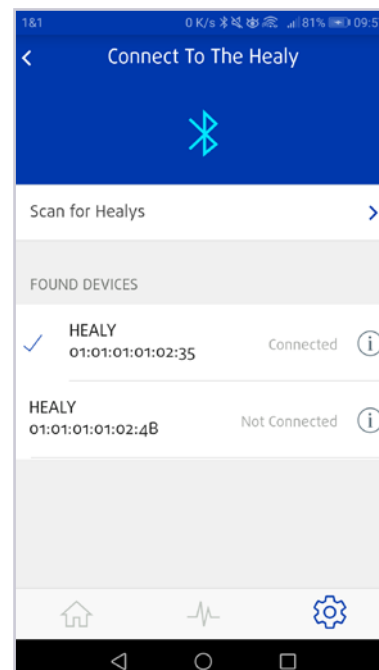 1&1 0 K/s 81% 09:5
Connect To The Healy
Scan for Healys
FOUND DEVICES
HEALY
01:01:01:01:02:35 Connected
HEALY
01:01:01:01:02:4B Not Connected